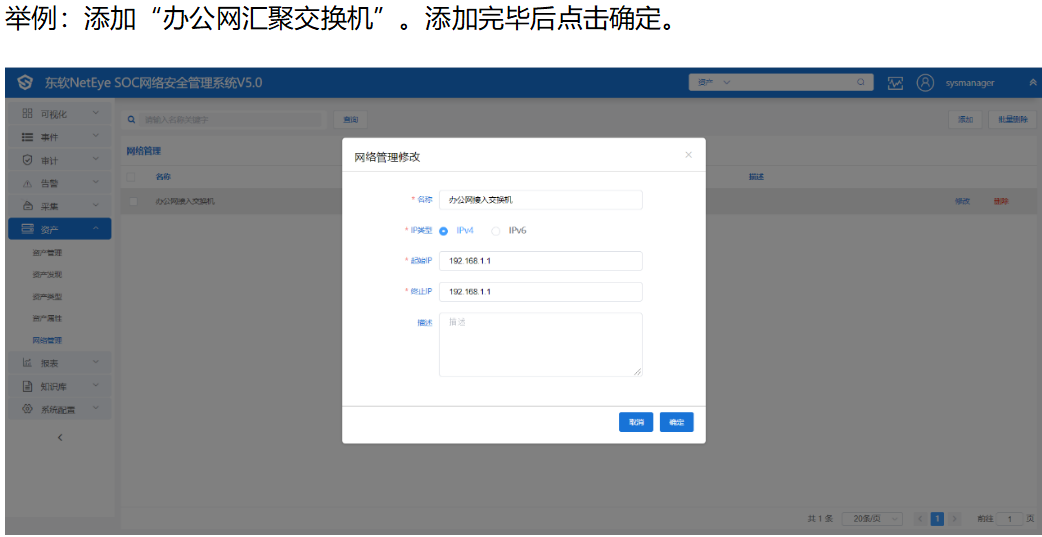 举例：添加“办公网汇聚交换机”。添加完毕后点击确定。
东软NetEye SOC网络安全管理系统V5.0
资产
sysmanager
可视化
事件
审计
告警
采集
资产
资产管理
资产发现
资产类型
资产属性
网络管理
报表
知识库
系统配置
请输入名称关键字
查询
添加
批量删除
网络管理
名称
描述
办公网接入交换机
修改
删除
网络管理修改
* 名称
办公网接入交换机
* IP类型
IPv4
IPv6
* 起始IP
192.168.1.1
* 终止IP
192.168.1.1
描述
描述
取消
确定
共 1 条
20条/页
1
前往
1
页